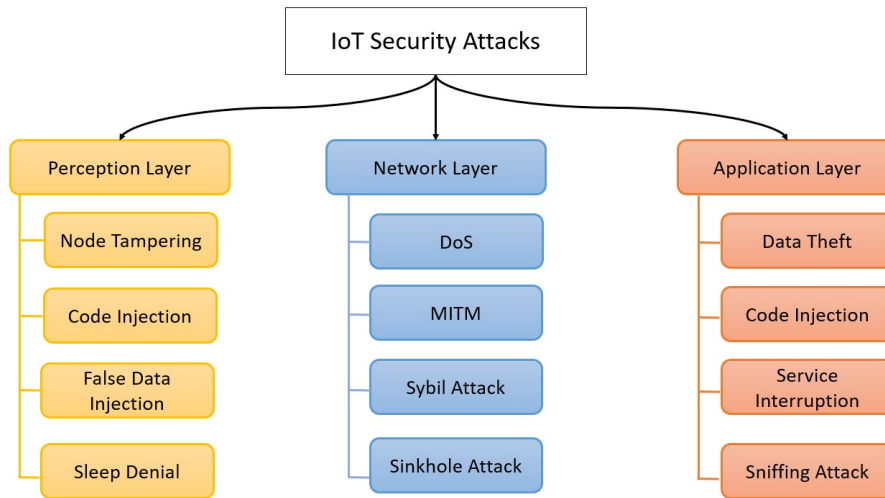 IoT Security Attacks
Perception Layer
Node Tampering
Code Injection
False Data
Injection
Sleep Denial
Network Layer
DoS
MITM
Sybil Attack
Sinkhole Attack
Application Layer
Data Theft
Code Injection
Service
Interruption
Sniffing Attack